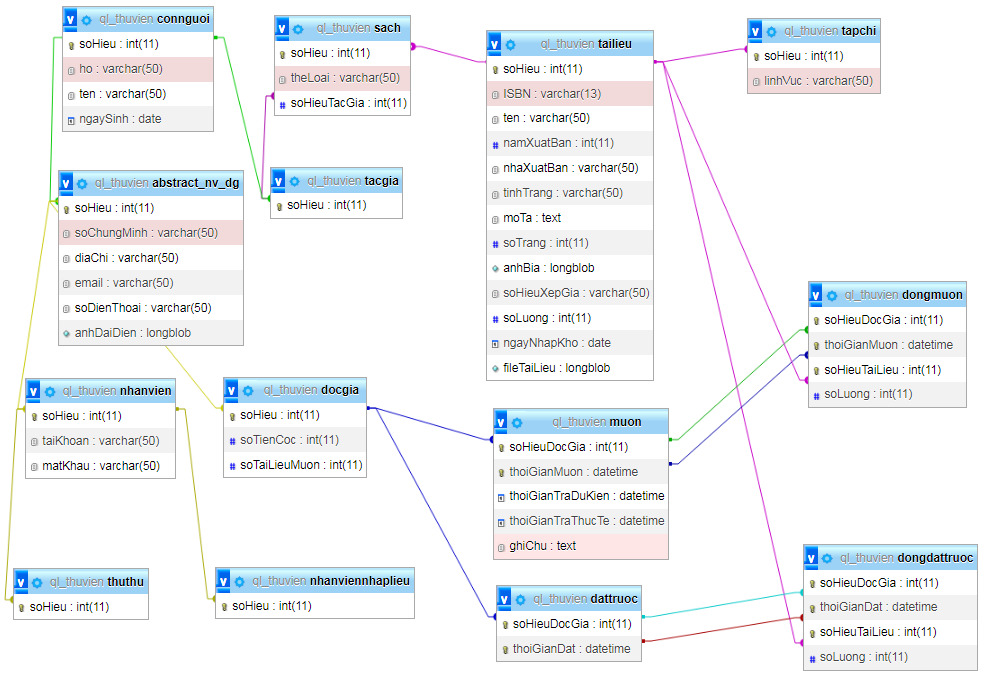 ql_thuvien connguoi
soHieu : int(11)
ho : varchar(50)
ten : varchar(50)
ngaySinh : date
ql_thuvien sach
soHieu : int(11)
theLoai : varchar(50)
soHieuTacGia : int(11)
ql_thuvien tailieu
soHieu : int(11)
ISBN : varchar(13)
ten : varchar(50)
namXuatBan : int(11)
nhaXuatBan : varchar(50)
tinhTrang : varchar(50)
moTa : text
soTrang : int(11)
anhBia : longblob
soHieuXepGia : varchar(50)
soLuong : int(11)
ngayNhapKho : date
fileTaiLieu : longblob
ql_thuvien tapchi
soHieu : int(11)
linhVuc : varchar(50)
ql_thuvien abstract_nv_dg
soHieu : int(11)
soChungMinh : varchar(50)
diaChi : varchar(50)
email : varchar(50)
soDienThoai : varchar(50)
anhDaiDien : longblob
ql_thuvien tacgia
soHieu : int(11)
ql_thuvien dongmuon
soHieuDocGia : int(11)
thoiGianMuon : datetime
soHieuTaiLieu : int(11)
soLuong : int(11)
ql_thuvien nhanvien
soHieu : int(11)
taiKhoan : varchar(50)
matKhau : varchar(50)
ql_thuvien docgia
soHieu : int(11)
soTienCoc : int(11)
soTaiLieuMuon : int(11)
ql_thuvien muon
soHieuDocGia : int(11)
thoiGianMuon : datetime
thoiGianTraDuKien : datetime
thoiGianTraThucTe : datetime
ghiChu : text
ql_thuvien thuthu
soHieu : int(11)
ql_thuvien nhanviennhaplieu
soHieu : int(11)
ql_thuvien dattruoc
soHieuDocGia : int(11)
thoiGianDat : datetime
ql_thuvien dongdattruoc
soHieuDocGia : int(11)
thoiGianDat : datetime
soHieuTaiLieu : int(11)
soLuong : int(11)